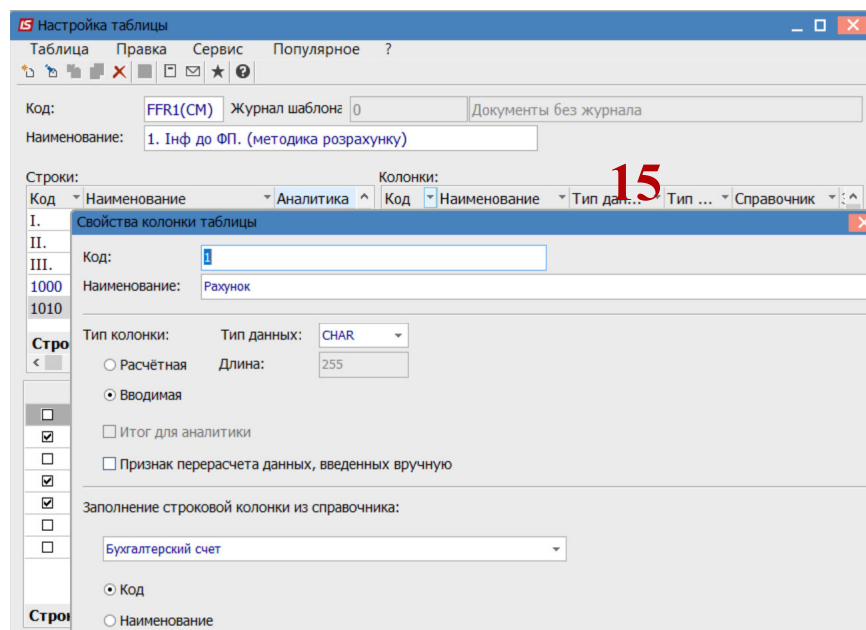 Настройка таблицы
Таблица Правка Сервис Популярное ?
Код: FFR1(СМ) Журнал шаблона 0 Документы без журнала
Наименование: 1. Інф до ФП. (методика розрахунку)
Строки: Колонки:
15
Код Наименование Аналитика Код Наименование Тип дан... Тип ... Справочник
I.
II.
III.
1000
1010
Стро
Свойства колонки таблицы
Код: 1
Наименование: Рахунок
Тип колонки: Тип данных: CHAR
Расчётная Длина: 255
Вводимая
Итог для аналитики
Признак перерасчета данных, введенных вручную
Заполнение строковой колонки из справочника:
Бухгалтерский счет
Код
Наименование
Строк